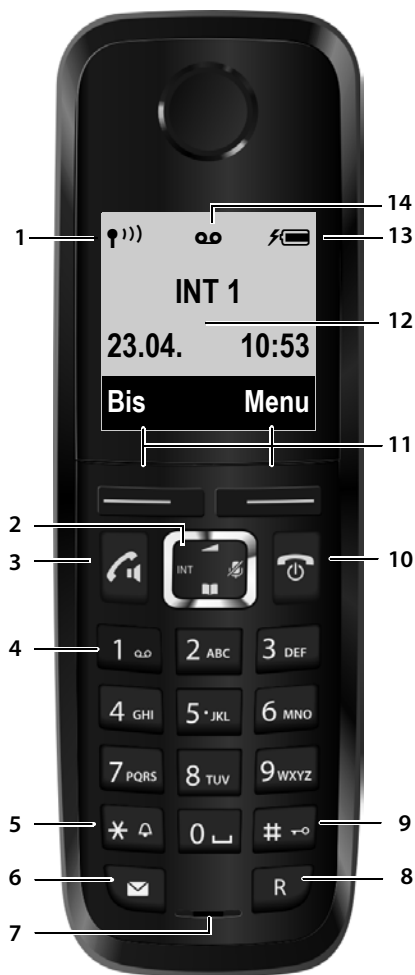 14
1
13
INT 1
12
23.04. 10:53
Bis Menu
11
2
3
INT
10
4
1 2 ABC 3 DEF
4 GHI 5 JKL 6 MNO
7 PQRS 8 TUV 9 WXYZ
5 * 0 # 9
6 R 8
7